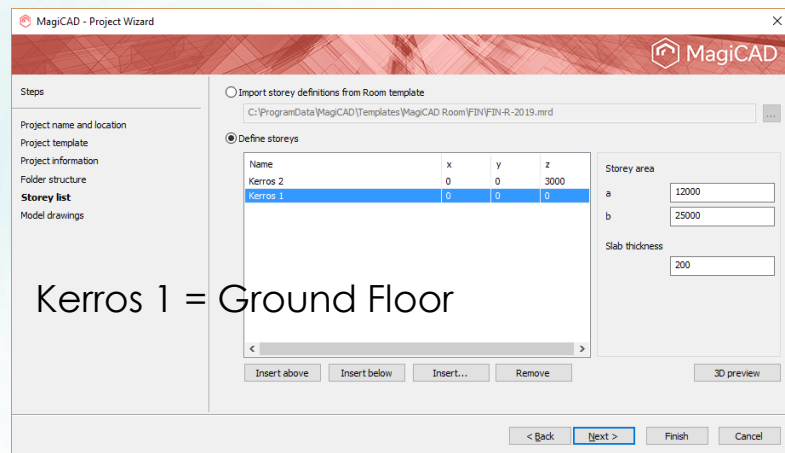 MagiCAD - Project Wizard
MagiCAD
Steps
Project name and location
Project template
Project information
Folder structure
Storey list
Model drawings
Import storey definitions from Room template
C:\ProgramData\MagiCAD\Templates\MagiCAD Room\FIN\FIN-R-2019.mrd
...
Define storeys
Name x y z
Kerros 2 0 0 3000
Kerros 1 0 0 0
Storey area
a 12000
b 25000
Slab thickness
200
Kerros 1 = Ground Floor
Insert above Insert below Insert... Remove 3D preview
< Back Next > Finish Cancel